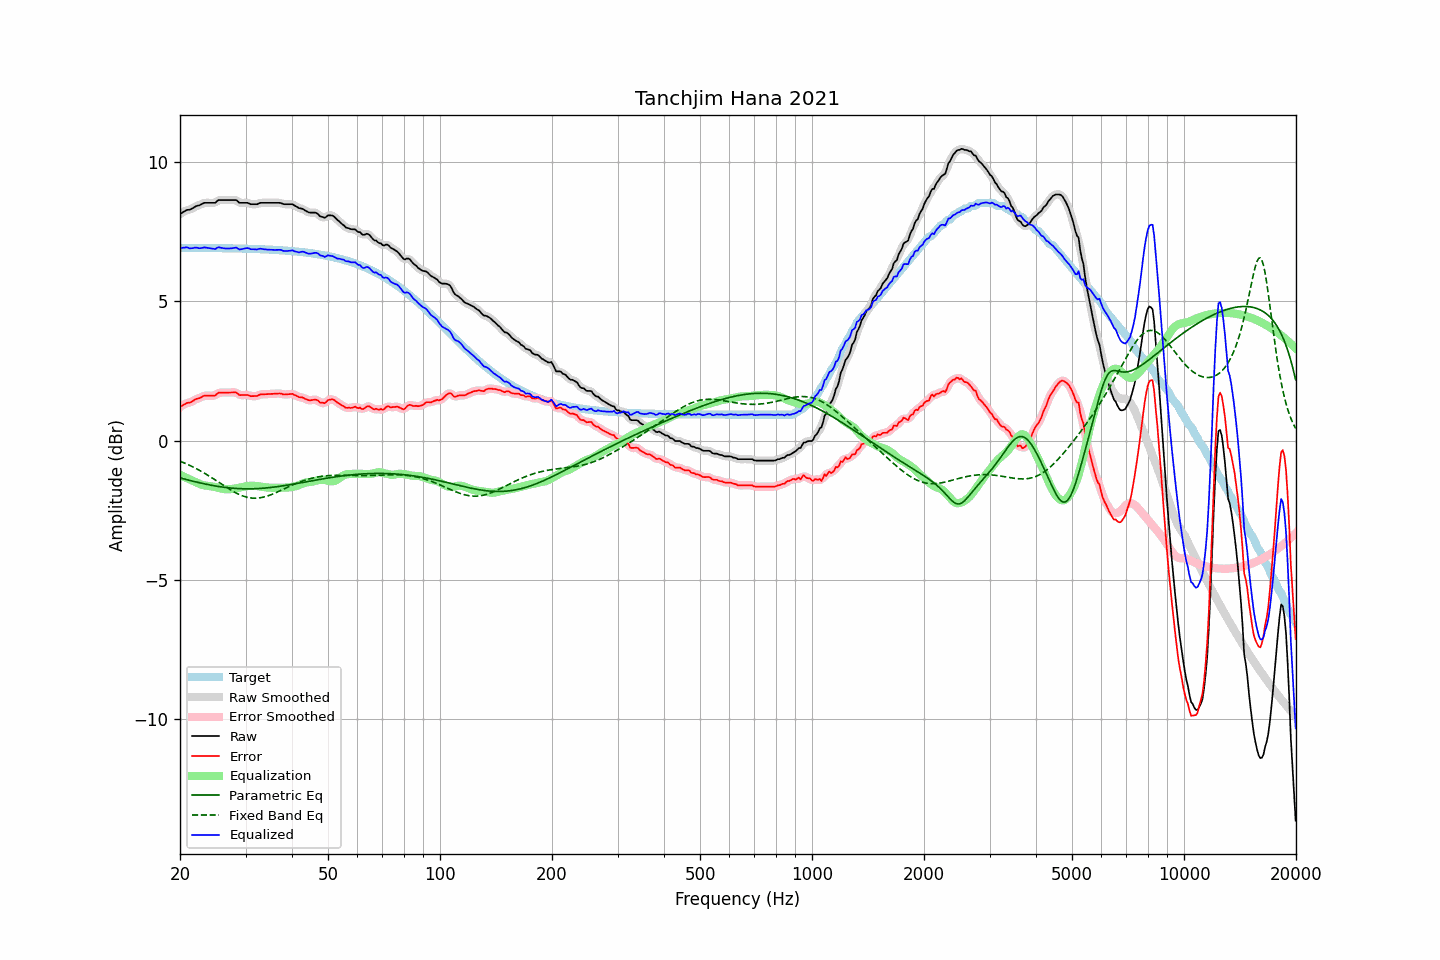 Tanchjim Hana 2021
Amplitude (dBr)
10
5
0
−5
−10
Target
Raw Smoothed
Error Smoothed
Raw
Error
Equalization
Parametric Eq
Fixed Band Eq
Equalized
20 50 100 200 500 1000 2000 5000 10000 20000
Frequency (Hz)